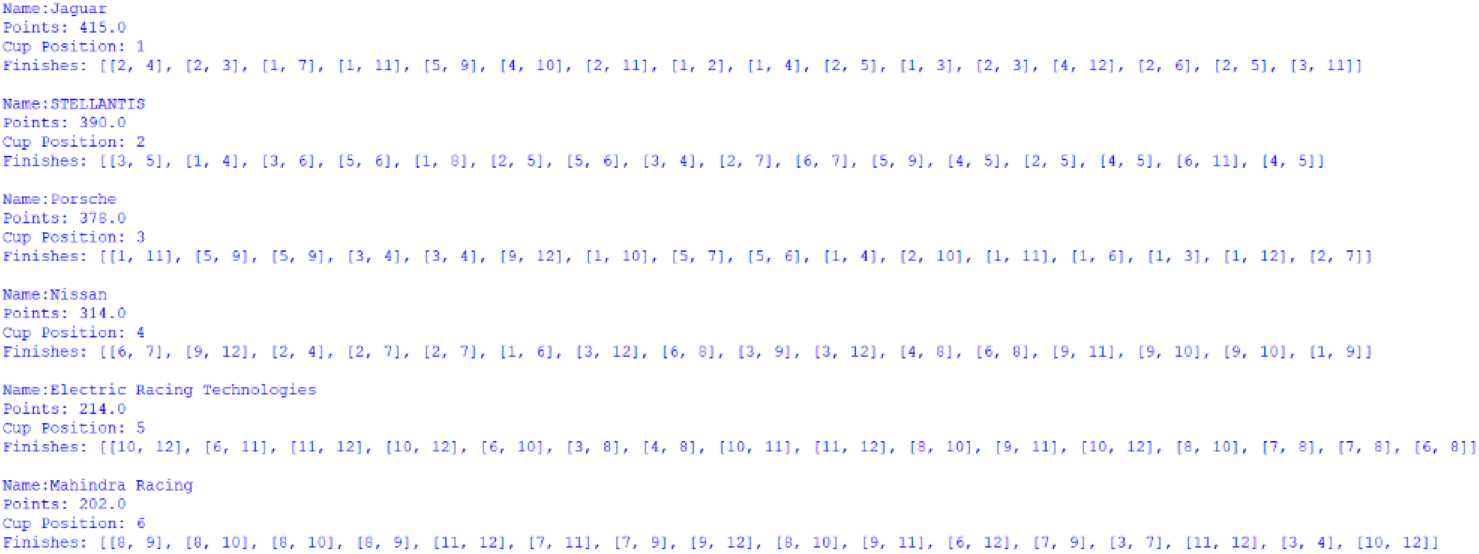 Name:Jaguar
Points: 415.0
Cup Position: 1
Finishes: [[2, 4], [2, 3], [1, 7], [1, 11], [5, 9], [4, 10], [2, 11], [1, 2], [1, 4], [2, 5], [1, 3], [2, 3], [4, 12], [2, 6], [2, 5], [3, 11]]
Name:STELLANTIS
Points: 390.0
Cup Position: 2
Finishes: [[3, 5], [1, 4], [3, 6], [5, 6], [1, 8], [2, 5], [5, 6], [3, 4], [2, 7], [6, 7], [5, 9], [4, 5], [2, 5], [4, 5], [6, 11], [4, 5]]
Name:Porsche
Points: 378.0
Cup Position: 3
Finishes: [[1, 11], [5, 9], [5, 9], [3, 4], [3, 4], [9, 12], [1, 10], [5, 7], [5, 6], [1, 4], [2, 10], [1, 11], [1, 6], [1, 3], [1, 12], [2, 7]]
Name:Nissan
Points: 314.0
Cup Position: 4
Finishes: [[6, 7], [9, 12], [2, 4], [2, 7], [2, 7], [1, 6], [3, 12], [6, 8], [3, 9], [3, 12], [4, 8], [6, 8], [9, 11], [9, 10], [9, 10], [1, 9]]
Name:Electric Racing Technologies
Points: 214.0
Cup Position: 5
Finishes: [[10, 12], [6, 11], [11, 12], [10, 12], [6, 10], [3, 8], [4, 8], [10, 11], [11, 12], [8, 10], [9, 11], [10, 12], [8, 10], [7, 8], [7, 8], [6, 8]]
Name:Mahindra Racing
Points: 202.0
Cup Position: 6
Finishes: [[8, 9], [8, 10], [8, 10], [8, 9], [11, 12], [7, 11], [7, 9], [9, 12], [8, 10], [9, 11], [6, 12], [7, 9], [3, 7], [11, 12], [3, 4], [10, 12]]